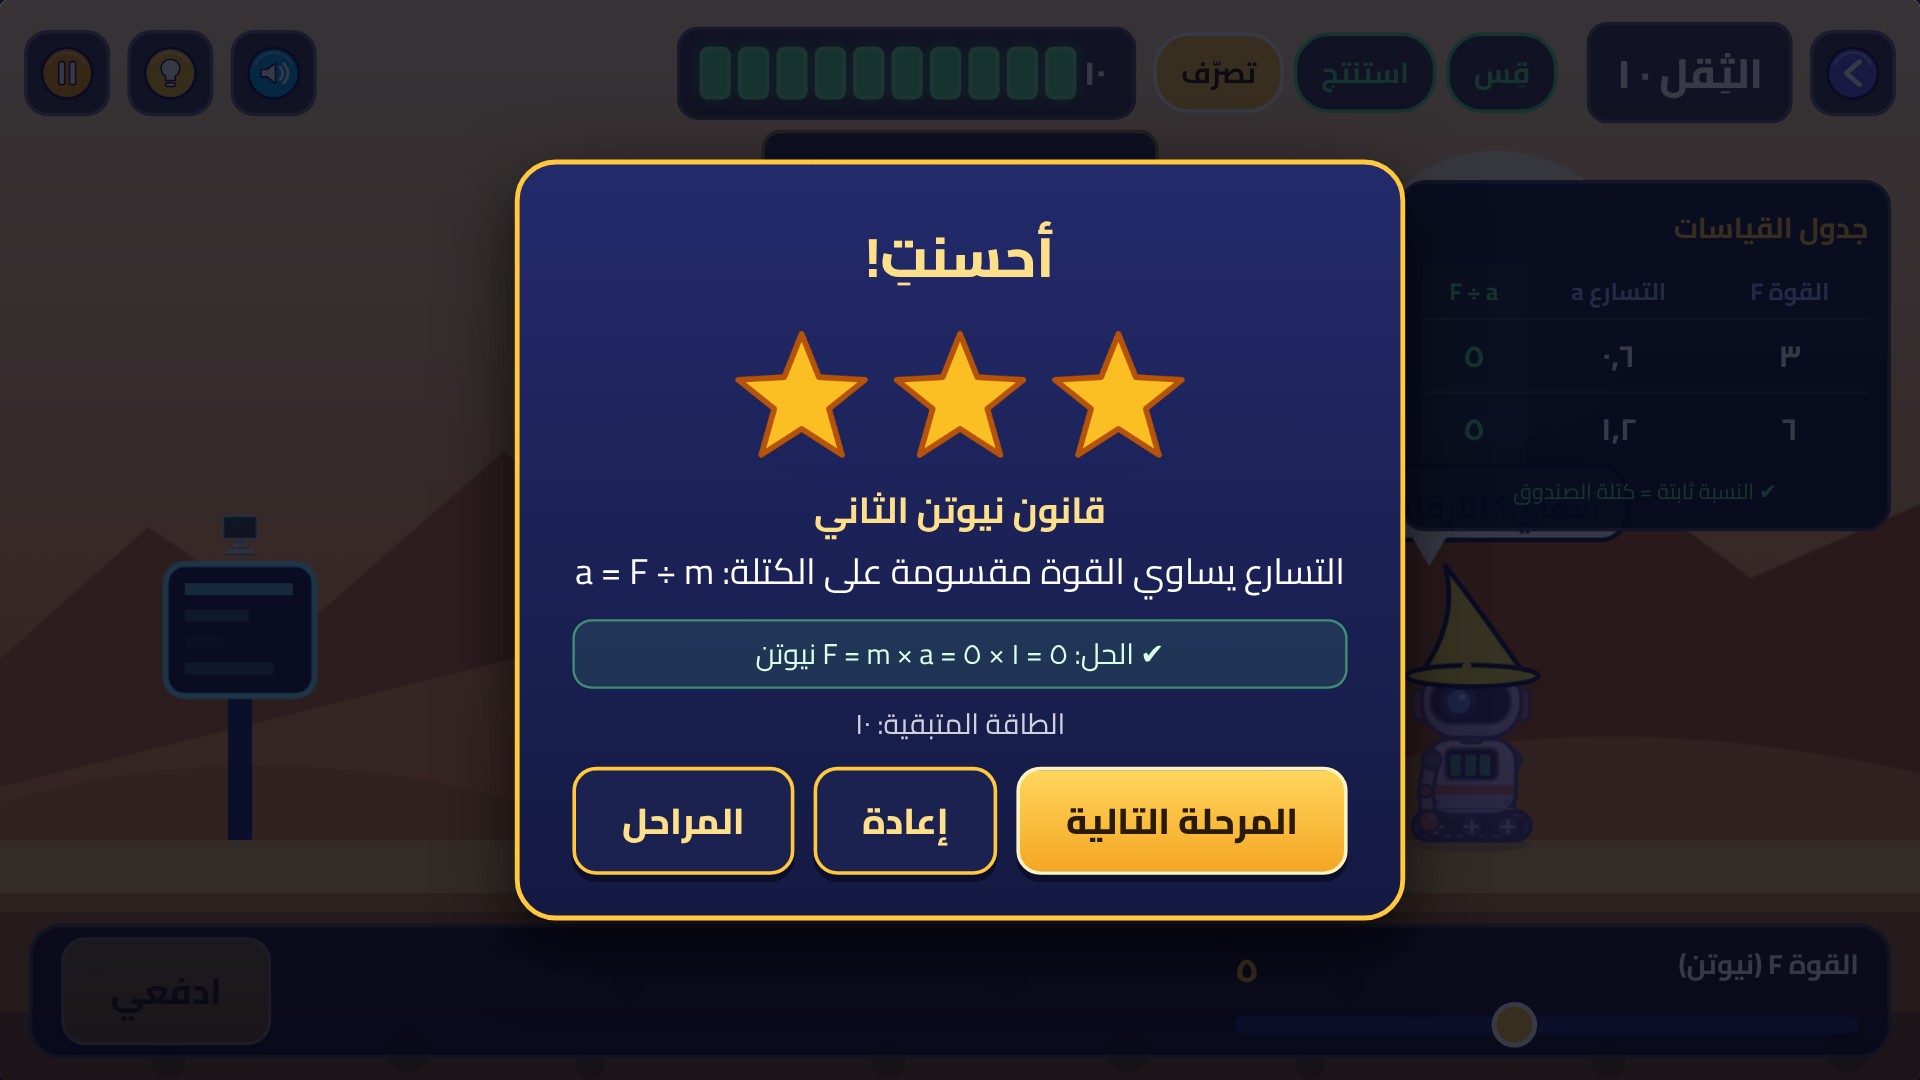 الثِقل ١٠
قِس
استنتج
تصرّف
١٠
جدول القياسات
القوة F
التسارع a
F ÷ a
٣
٠,٦
٥
٦
١,٢
٥
✔ النسبة ثابتة = كتلة الصندوق
أحسنتِ!
قانون نيوتن الثاني
التسارع يساوي القوة مقسومة على الكتلة: a = F ÷ m
✔ الحل: F = m × a = ٥ × ١ = ٥ نيوتن
الطاقة المتبقية: ١٠
المرحلة التالية
إعادة
المراحل
القوة F (نيوتن)
٥
ادفعي